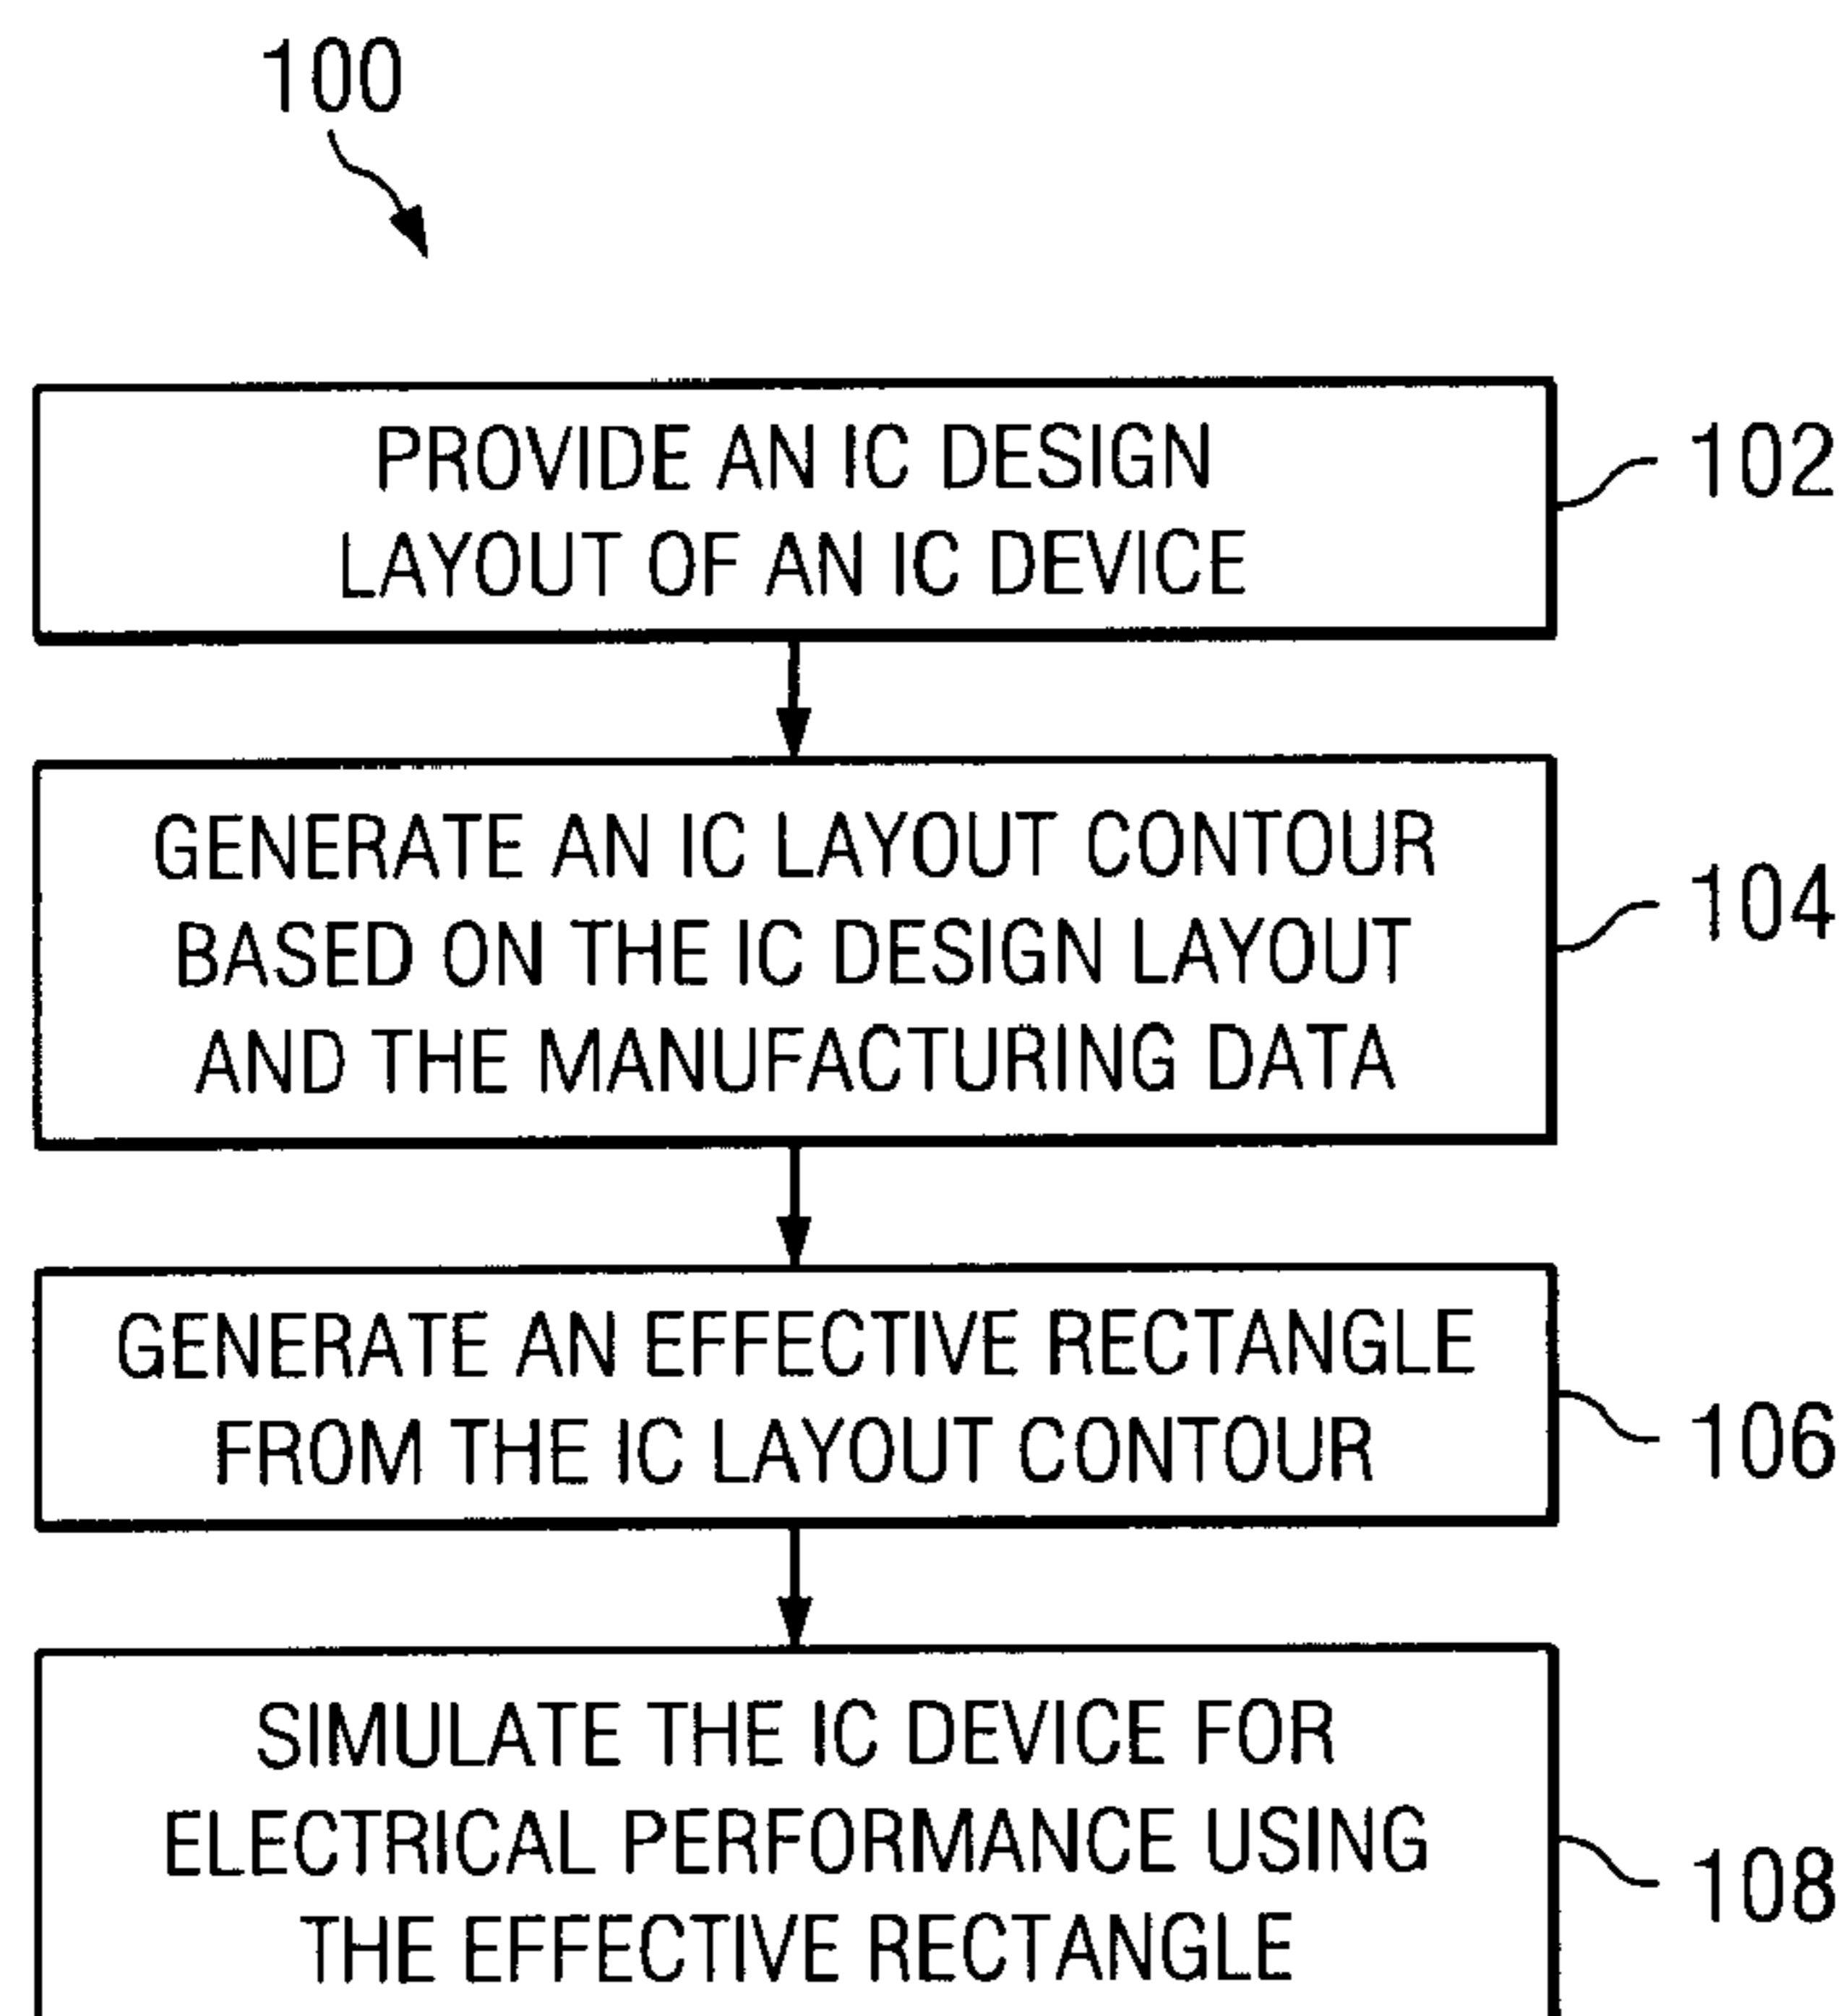 100
PROVIDE AN IC DESIGN
LAYOUT OF AN IC DEVICE
102
GENERATE AN IC LAYOUT CONTOUR
BASED ON THE IC DESIGN LAYOUT
AND THE MANUFACTURING DATA
104
GENERATE AN EFFECTIVE RECTANGLE
FROM THE IC LAYOUT CONTOUR
106
SIMULATE THE IC DEVICE FOR
ELECTRICAL PERFORMANCE USING
THE EFFECTIVE RECTANGLE
108